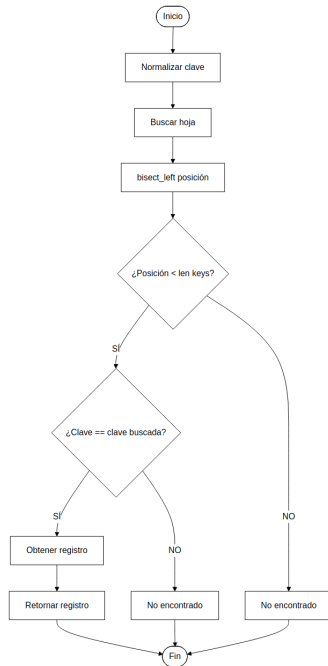 Inicio
Normalizar clave
Buscar hoja
bisect_left posición
¿Posición < len keys?
SÍ
¿Clave == clave buscada?
SÍ
NO
NO
Obtener registro
Retornar registro
No encontrado
No encontrado
Fin